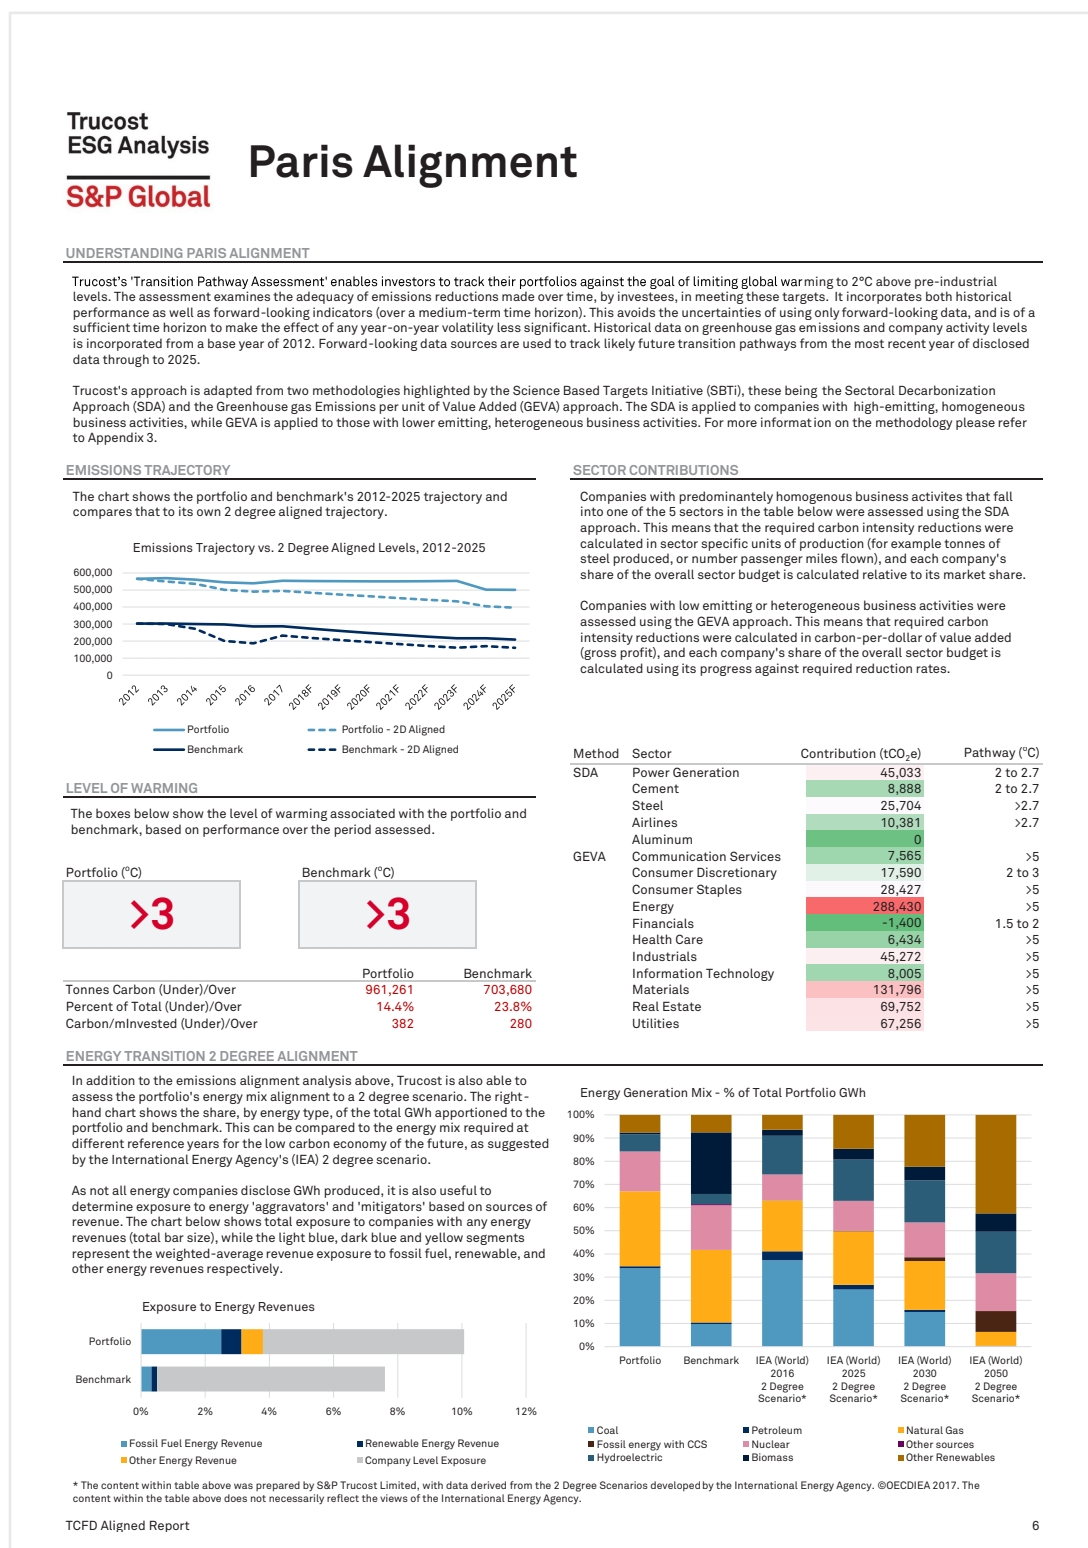 Trucost
ESG Analysis
S&P Global
Paris Alignment
UNDERSTANDING PARIS ALIGNMENT
Trucost's 'Transition Pathway Assessment' enables investors to track their portfolios against the goal of limiting global warming to 2°C above pre-industrial
levels. The assessment examines the adequacy of emissions reductions made over time, by investees, in meeting these targets. It incorporates both historical
performance as well as forward-looking indicators (over a medium-term time horizon). This avoids the uncertainties of using only forward-looking data, and is of a
sufficient time horizon to make the effect of any year-on-year volatility less significant. Historical data on greenhouse gas emissions and company activity levels
is incorporated from a base year of 2012. Forward-looking data sources are used to track likely future transition pathways from the most recent year of disclosed
data through to 2025.
Trucost's approach is adapted from two methodologies highlighted by the Science Based Targets Initiative (SBTi), these being the Sectoral Decarbonization
Approach (SDA) and the Greenhouse gas Emissions per unit of Value Added (GEVA) approach. The SDA is applied to companies with high-emitting, homogeneous
business activities, while GEVA is applied to those with lower emitting, heterogeneous business activities. For more information on the methodology please refer
to Appendix 3.
EMISSIONS TRAJECTORY
The chart shows the portfolio and benchmark's 2012-2025 trajectory and
compares that to its own 2 degree aligned trajectory.
Emissions Trajectory vs. 2 Degree Aligned Levels, 2012-2025
600,000
500,000
400,000
300,000
200,000
100,000
0
2012 2013 2014 2015 2016 2017 2018F 2019F 2020F 2021F 2022F 2023F 2024F 2025F
Portfolio Portfolio - 2D Aligned
Benchmark Benchmark - 2D Aligned
LEVEL OF WARMING
The boxes below show the level of warming associated with the portfolio and
benchmark, based on performance over the period assessed.
Portfolio (°C) Benchmark (°C)
>3 >3
Portfolio Benchmark
Tonnes Carbon (Under)/Over 961,261 703,680
Percent of Total (Under)/Over 14.4% 23.8%
Carbon/mInvested (Under)/Over 382 280
SECTOR CONTRIBUTIONS
Companies with predominantely homogenous business activites that fall
into one of the 5 sectors in the table below were assessed using the SDA
approach. This means that the required carbon intensity reductions were
calculated in sector specific units of production (for example tonnes of
steel produced, or number passenger miles flown), and each company's
share of the overall sector budget is calculated relative to its market share.
Companies with low emitting or heterogeneous business activities were
assessed using the GEVA approach. This means that required carbon
intensity reductions were calculated in carbon-per-dollar of value added
(gross profit), and each company's share of the overall sector budget is
calculated using its progress against required reduction rates.
Method Sector Contribution (tCO₂e) Pathway (°C)
SDA Power Generation 45,033 2 to 2.7
Cement 8,888 2 to 2.7
Steel 25,704 >2.7
Airlines 10,381 >2.7
Aluminum 0
GEVA Communication Services 7,565 >5
Consumer Discretionary 17,590 2 to 3
Consumer Staples 28,427 >5
Energy 288,430 >5
Financials -1,400 1.5 to 2
Health Care 6,434 >5
Industrials 45,272 >5
Information Technology 8,005 >5
Materials 131,796 >5
Real Estate 69,752 >5
Utilities 67,256 >5
ENERGY TRANSITION 2 DEGREE ALIGNMENT
In addition to the emissions alignment analysis above, Trucost is also able to
assess the portfolio's energy mix alignment to a 2 degree scenario. The right-
hand chart shows the share, by energy type, of the total GWh apportioned to the
portfolio and benchmark. This can be compared to the energy mix required at
different reference years for the low carbon economy of the future, as suggested
by the International Energy Agency's (IEA) 2 degree scenario.
As not all energy companies disclose GWh produced, it is also useful to
determine exposure to energy 'aggravators' and 'mitigators' based on sources of
revenue. The chart below shows total exposure to companies with any energy
revenues (total bar size), while the light blue, dark blue and yellow segments
represent the weighted-average revenue exposure to fossil fuel, renewable, and
other energy revenues respectively.
Exposure to Energy Revenues
Portfolio
Benchmark
0% 2% 4% 6% 8% 10% 12%
Fossil Fuel Energy Revenue Renewable Energy Revenue
Other Energy Revenue Company Level Exposure
Energy Generation Mix - % of Total Portfolio GWh
100%
90%
80%
70%
60%
50%
40%
30%
20%
10%
0%
Portfolio Benchmark IEA (World) IEA (World) IEA (World) IEA (World)
2016 2025 2030 2050
2 Degree 2 Degree 2 Degree 2 Degree
Scenario* Scenario* Scenario* Scenario*
Coal Petroleum Natural Gas
Fossil energy with CCS Nuclear Other sources
Hydroelectric Biomass Other Renewables
* The content within table above was prepared by S&P Trucost Limited, with data derived from the 2 Degree Scenarios developed by the International Energy Agency. ©OECDIEA 2017. The
content within the table above does not necessarily reflect the views of the International Energy Agency.
TCFD Aligned Report 6